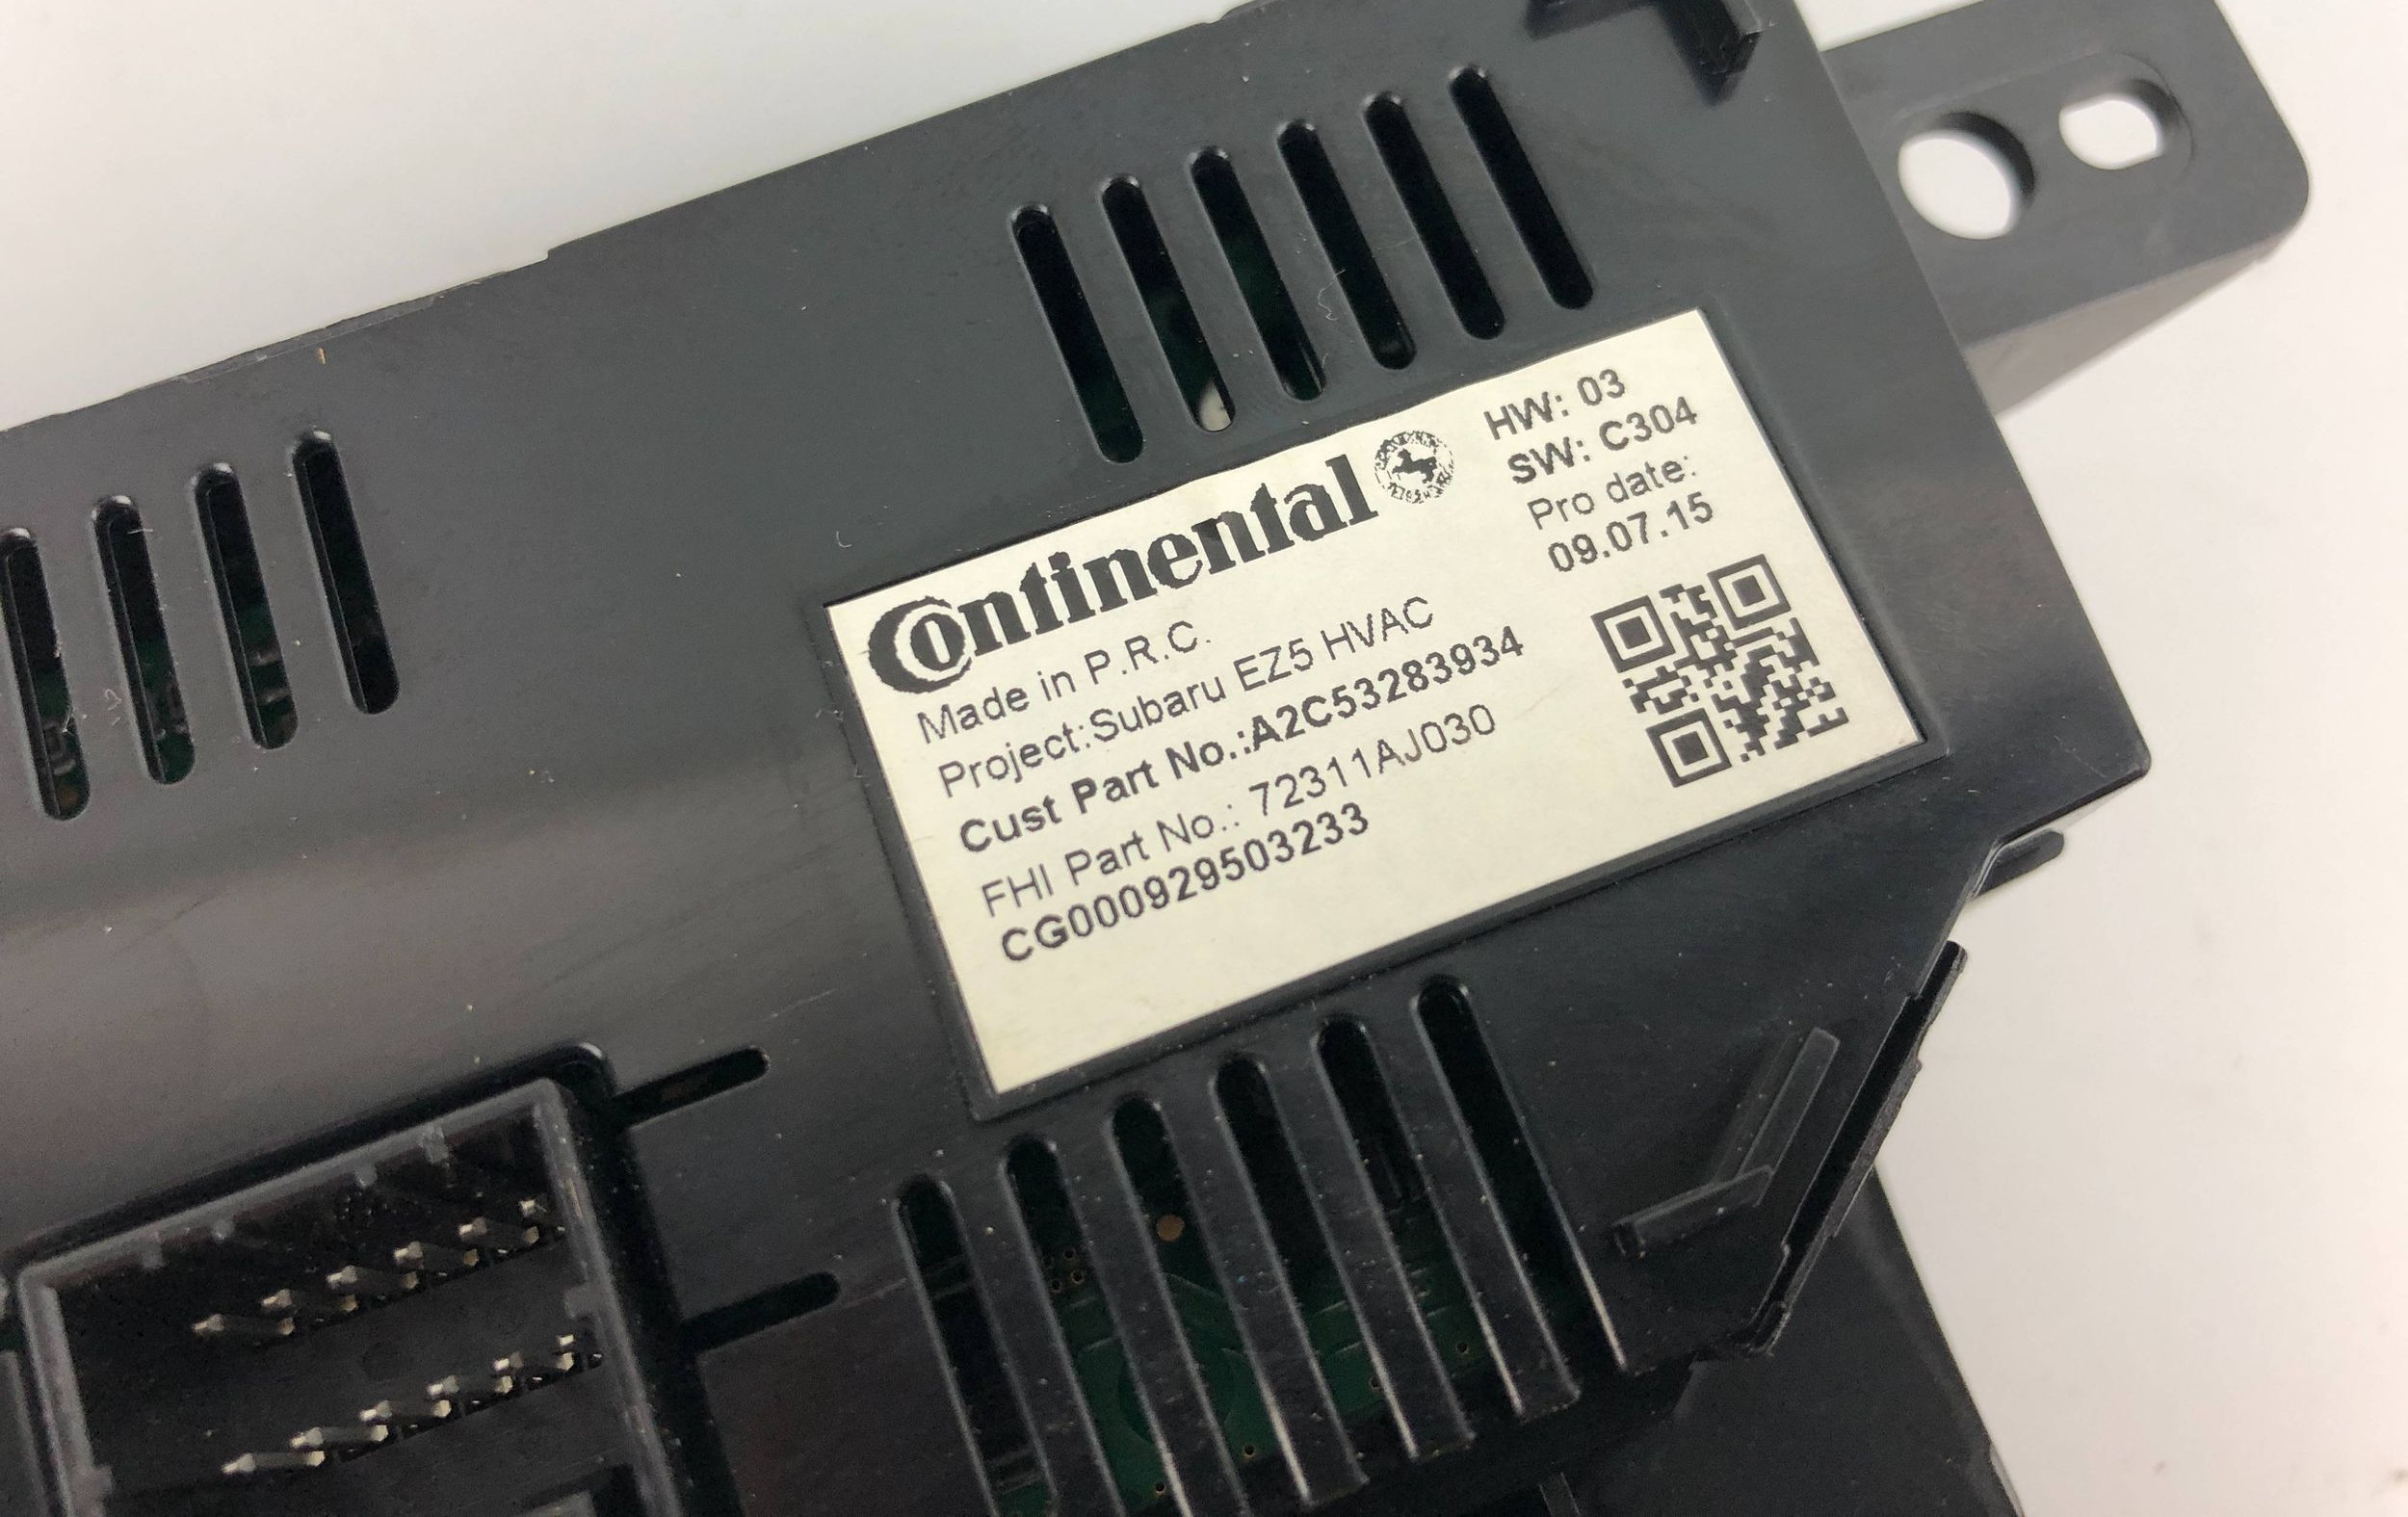 Continental
Made in P.R.C.
Project:Subaru EZ5 HVAC
Cust Part No.:A2C53283934
FHI Part No.: 72311AJ030
CG000929503233
HW: 03
SW: C304
Pro date:
09.07.15